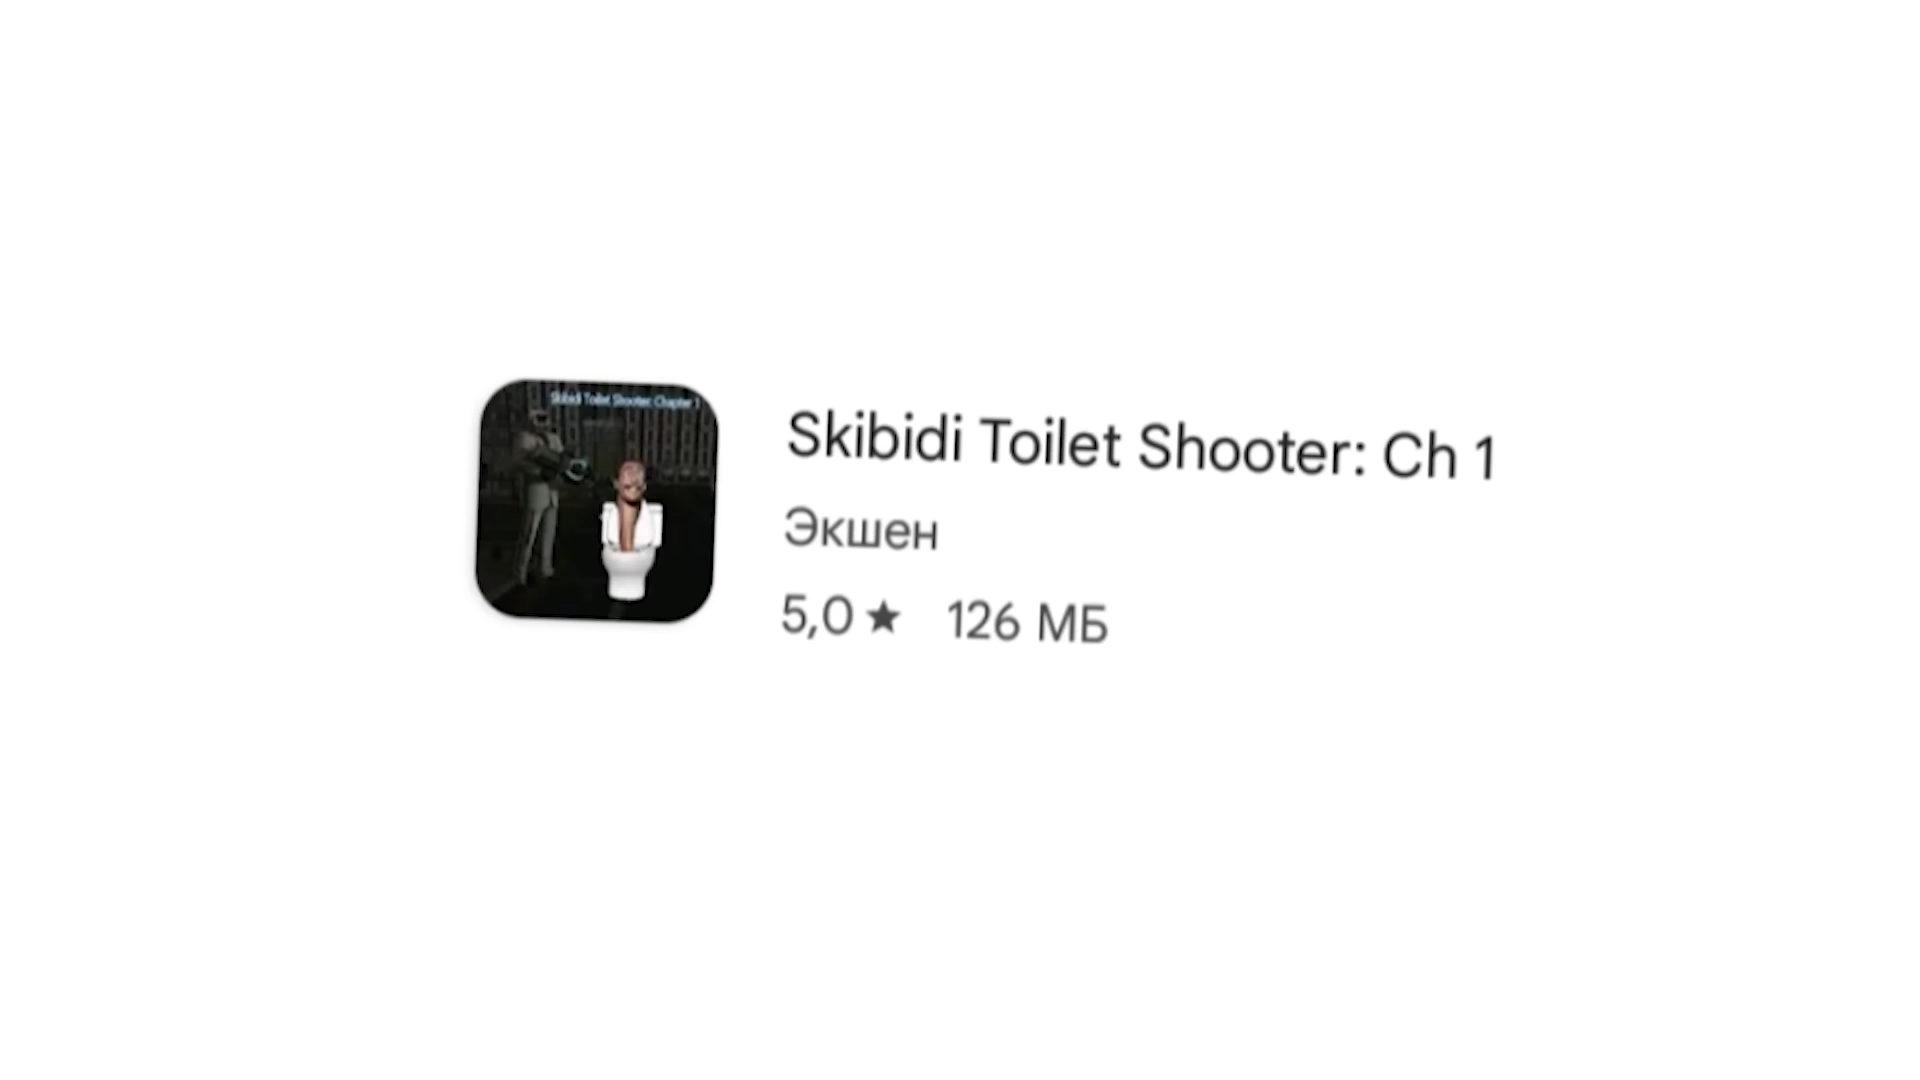 Skibidi Toilet Shooter: Chapter 1
Skibidi Toilet Shooter: Ch 1
Экшен
5,0 ★ 126 МБ